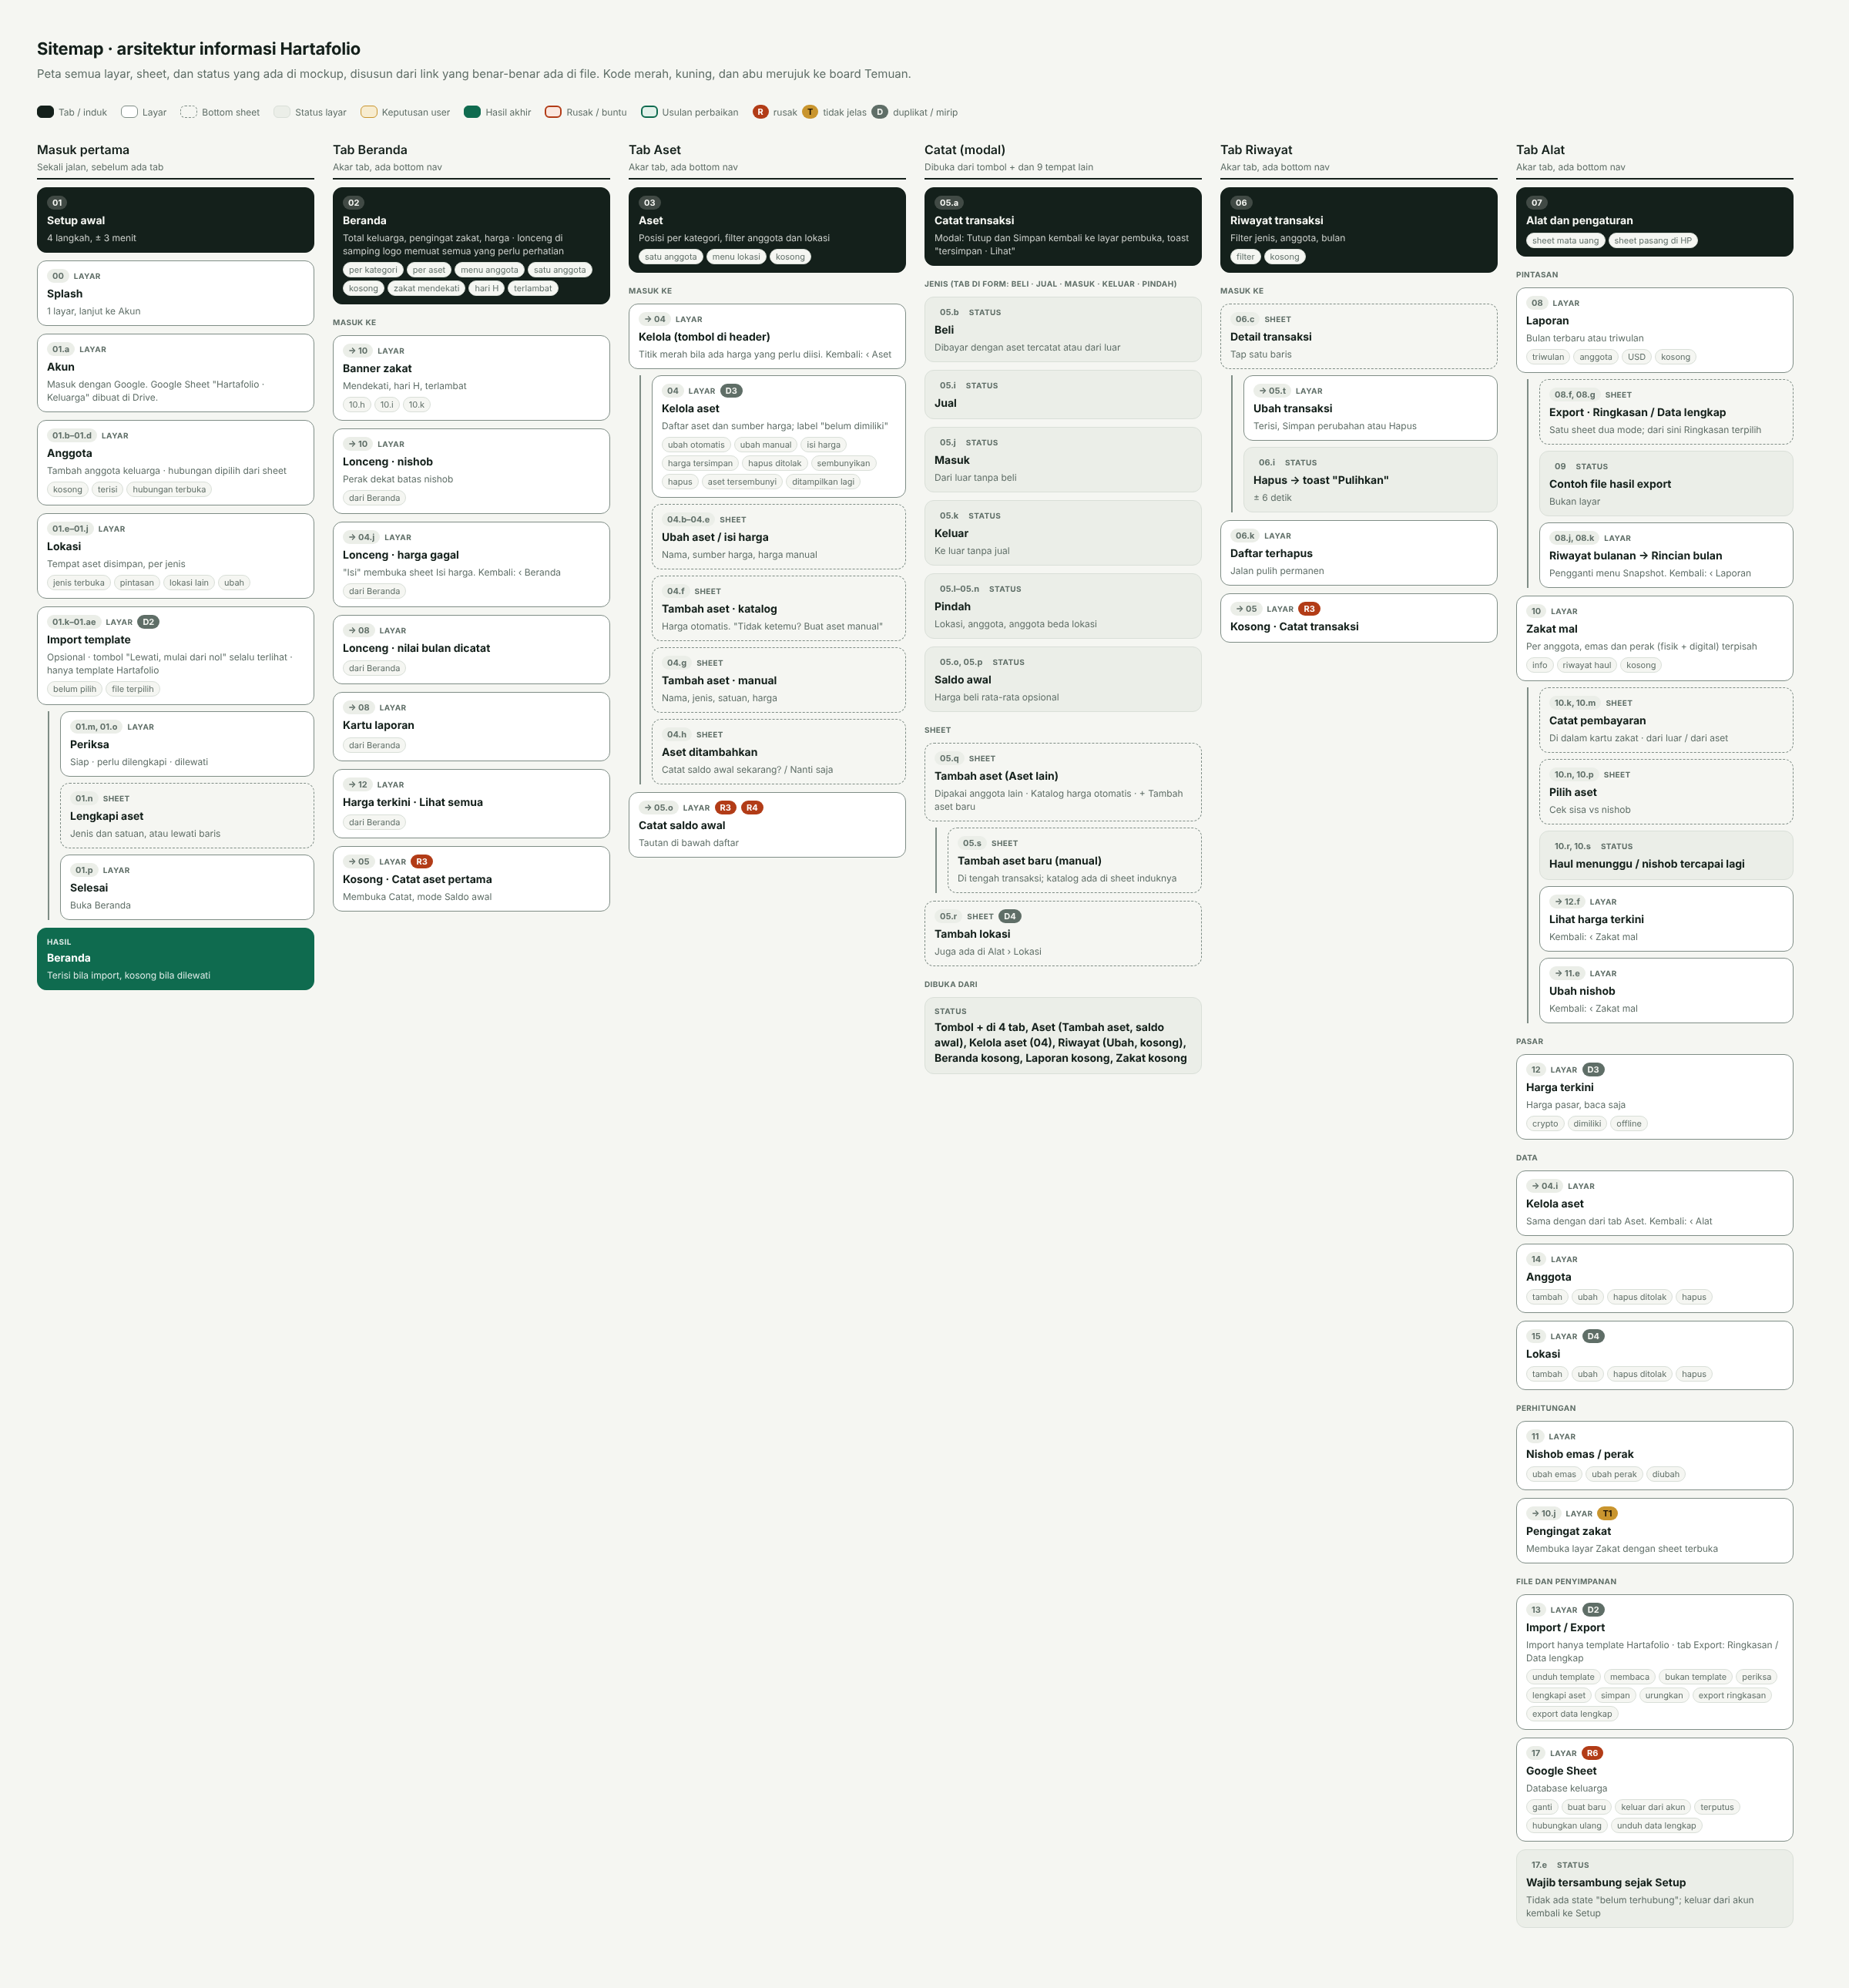 Sitemap · arsitektur informasi Hartafolio
Peta semua layar, sheet, dan status yang ada di mockup, disusun dari link yang benar-benar ada di file. Kode merah, kuning, dan abu merujuk ke board Temuan.
Tab / induk
Layar
Bottom sheet
Status layar
Keputusan user
Hasil akhir
Rusak / buntu
Usulan perbaikan
R rusak
T tidak jelas
D duplikat / mirip
Masuk pertama
Sekali jalan, sebelum ada tab
01
Setup awal
4 langkah, ± 3 menit
00 LAYAR
Splash
1 layar, lanjut ke Akun
01.a LAYAR
Akun
Masuk dengan Google. Google Sheet "Hartafolio ·
Keluarga" dibuat di Drive.
01.b–01.d LAYAR
Anggota
Tambah anggota keluarga · hubungan dipilih dari sheet
kosong terisi hubungan terbuka
01.e–01.j LAYAR
Lokasi
Tempat aset disimpan, per jenis
jenis terbuka pintasan lokasi lain ubah
01.k–01.ae LAYAR D2
Import template
Opsional · tombol "Lewati, mulai dari nol" selalu terlihat ·
hanya template Hartafolio
belum pilih file terpilih
01.m, 01.o LAYAR
Periksa
Siap · perlu dilengkapi · dilewati
01.n SHEET
Lengkapi aset
Jenis dan satuan, atau lewati baris
01.p LAYAR
Selesai
Buka Beranda
HASIL
Beranda
Terisi bila import, kosong bila dilewati
Tab Beranda
Akar tab, ada bottom nav
02
Beranda
Total keluarga, pengingat zakat, harga · lonceng di
samping logo memuat semua yang perlu perhatian
per kategori per aset menu anggota satu anggota
kosong zakat mendekati hari H terlambat
MASUK KE
→ 10 LAYAR
Banner zakat
Mendekati, hari H, terlambat
10.h 10.i 10.k
→ 10 LAYAR
Lonceng · nishob
Perak dekat batas nishob
dari Beranda
→ 04.j LAYAR
Lonceng · harga gagal
"Isi" membuka sheet Isi harga. Kembali: ‹ Beranda
dari Beranda
→ 08 LAYAR
Lonceng · nilai bulan dicatat
dari Beranda
→ 08 LAYAR
Kartu laporan
dari Beranda
→ 12 LAYAR
Harga terkini · Lihat semua
dari Beranda
→ 05 LAYAR R3
Kosong · Catat aset pertama
Membuka Catat, mode Saldo awal
Tab Aset
Akar tab, ada bottom nav
03
Aset
Posisi per kategori, filter anggota dan lokasi
satu anggota menu lokasi kosong
MASUK KE
→ 04 LAYAR
Kelola (tombol di header)
Titik merah bila ada harga yang perlu diisi. Kembali: ‹ Aset
04 LAYAR D3
Kelola aset
Daftar aset dan sumber harga; label "belum dimiliki"
ubah otomatis ubah manual isi harga
harga tersimpan hapus ditolak sembunyikan
hapus aset tersembunyi ditampilkan lagi
04.b–04.e SHEET
Ubah aset / isi harga
Nama, sumber harga, harga manual
04.f SHEET
Tambah aset · katalog
Harga otomatis. "Tidak ketemu? Buat aset manual"
04.g SHEET
Tambah aset · manual
Nama, jenis, satuan, harga
04.h SHEET
Aset ditambahkan
Catat saldo awal sekarang? / Nanti saja
→ 05.o LAYAR R3 R4
Catat saldo awal
Tautan di bawah daftar
Catat (modal)
Dibuka dari tombol + dan 9 tempat lain
05.a
Catat transaksi
Modal: Tutup dan Simpan kembali ke layar pembuka, toast
"tersimpan · Lihat"
JENIS (TAB DI FORM: BELI · JUAL · MASUK · KELUAR · PINDAH)
05.b STATUS
Beli
Dibayar dengan aset tercatat atau dari luar
05.i STATUS
Jual
05.j STATUS
Masuk
Dari luar tanpa beli
05.k STATUS
Keluar
Ke luar tanpa jual
05.l–05.n STATUS
Pindah
Lokasi, anggota, anggota beda lokasi
05.o, 05.p STATUS
Saldo awal
Harga beli rata-rata opsional
SHEET
05.q SHEET
Tambah aset (Aset lain)
Dipakai anggota lain · Katalog harga otomatis · + Tambah
aset baru
05.s SHEET
Tambah aset baru (manual)
Di tengah transaksi; katalog ada di sheet induknya
05.r SHEET D4
Tambah lokasi
Juga ada di Alat › Lokasi
DIBUKA DARI
STATUS
Tombol + di 4 tab, Aset (Tambah aset, saldo
awal), Kelola aset (04), Riwayat (Ubah, kosong),
Beranda kosong, Laporan kosong, Zakat kosong
Tab Riwayat
Akar tab, ada bottom nav
06
Riwayat transaksi
Filter jenis, anggota, bulan
filter kosong
MASUK KE
06.c SHEET
Detail transaksi
Tap satu baris
→ 05.t LAYAR
Ubah transaksi
Terisi, Simpan perubahan atau Hapus
06.i STATUS
Hapus → toast "Pulihkan"
± 6 detik
06.k LAYAR
Daftar terhapus
Jalan pulih permanen
→ 05 LAYAR R3
Kosong · Catat transaksi
Tab Alat
Akar tab, ada bottom nav
07
Alat dan pengaturan
sheet mata uang sheet pasang di HP
PINTASAN
08 LAYAR
Laporan
Bulan terbaru atau triwulan
triwulan anggota USD kosong
08.f, 08.g SHEET
Export · Ringkasan / Data lengkap
Satu sheet dua mode; dari sini Ringkasan terpilih
09 STATUS
Contoh file hasil export
Bukan layar
08.j, 08.k LAYAR
Riwayat bulanan → Rincian bulan
Pengganti menu Snapshot. Kembali: ‹ Laporan
10 LAYAR
Zakat mal
Per anggota, emas dan perak (fisik + digital) terpisah
info riwayat haul kosong
10.k, 10.m SHEET
Catat pembayaran
Di dalam kartu zakat · dari luar / dari aset
10.n, 10.p SHEET
Pilih aset
Cek sisa vs nishob
10.r, 10.s STATUS
Haul menunggu / nishob tercapai lagi
→ 12.f LAYAR
Lihat harga terkini
Kembali: ‹ Zakat mal
→ 11.e LAYAR
Ubah nishob
Kembali: ‹ Zakat mal
PASAR
12 LAYAR D3
Harga terkini
Harga pasar, baca saja
crypto dimiliki offline
DATA
→ 04.i LAYAR
Kelola aset
Sama dengan dari tab Aset. Kembali: ‹ Alat
14 LAYAR
Anggota
tambah ubah hapus ditolak hapus
15 LAYAR D4
Lokasi
tambah ubah hapus ditolak hapus
PERHITUNGAN
11 LAYAR
Nishob emas / perak
ubah emas ubah perak diubah
→ 10.j LAYAR T1
Pengingat zakat
Membuka layar Zakat dengan sheet terbuka
FILE DAN PENYIMPANAN
13 LAYAR D2
Import / Export
Import hanya template Hartafolio · tab Export: Ringkasan /
Data lengkap
unduh template membaca bukan template periksa
lengkapi aset simpan urungkan export ringkasan
export data lengkap
17 LAYAR R6
Google Sheet
Database keluarga
ganti buat baru keluar dari akun terputus
hubungkan ulang unduh data lengkap
17.e STATUS
Wajib tersambung sejak Setup
Tidak ada state "belum terhubung"; keluar dari akun
kembali ke Setup